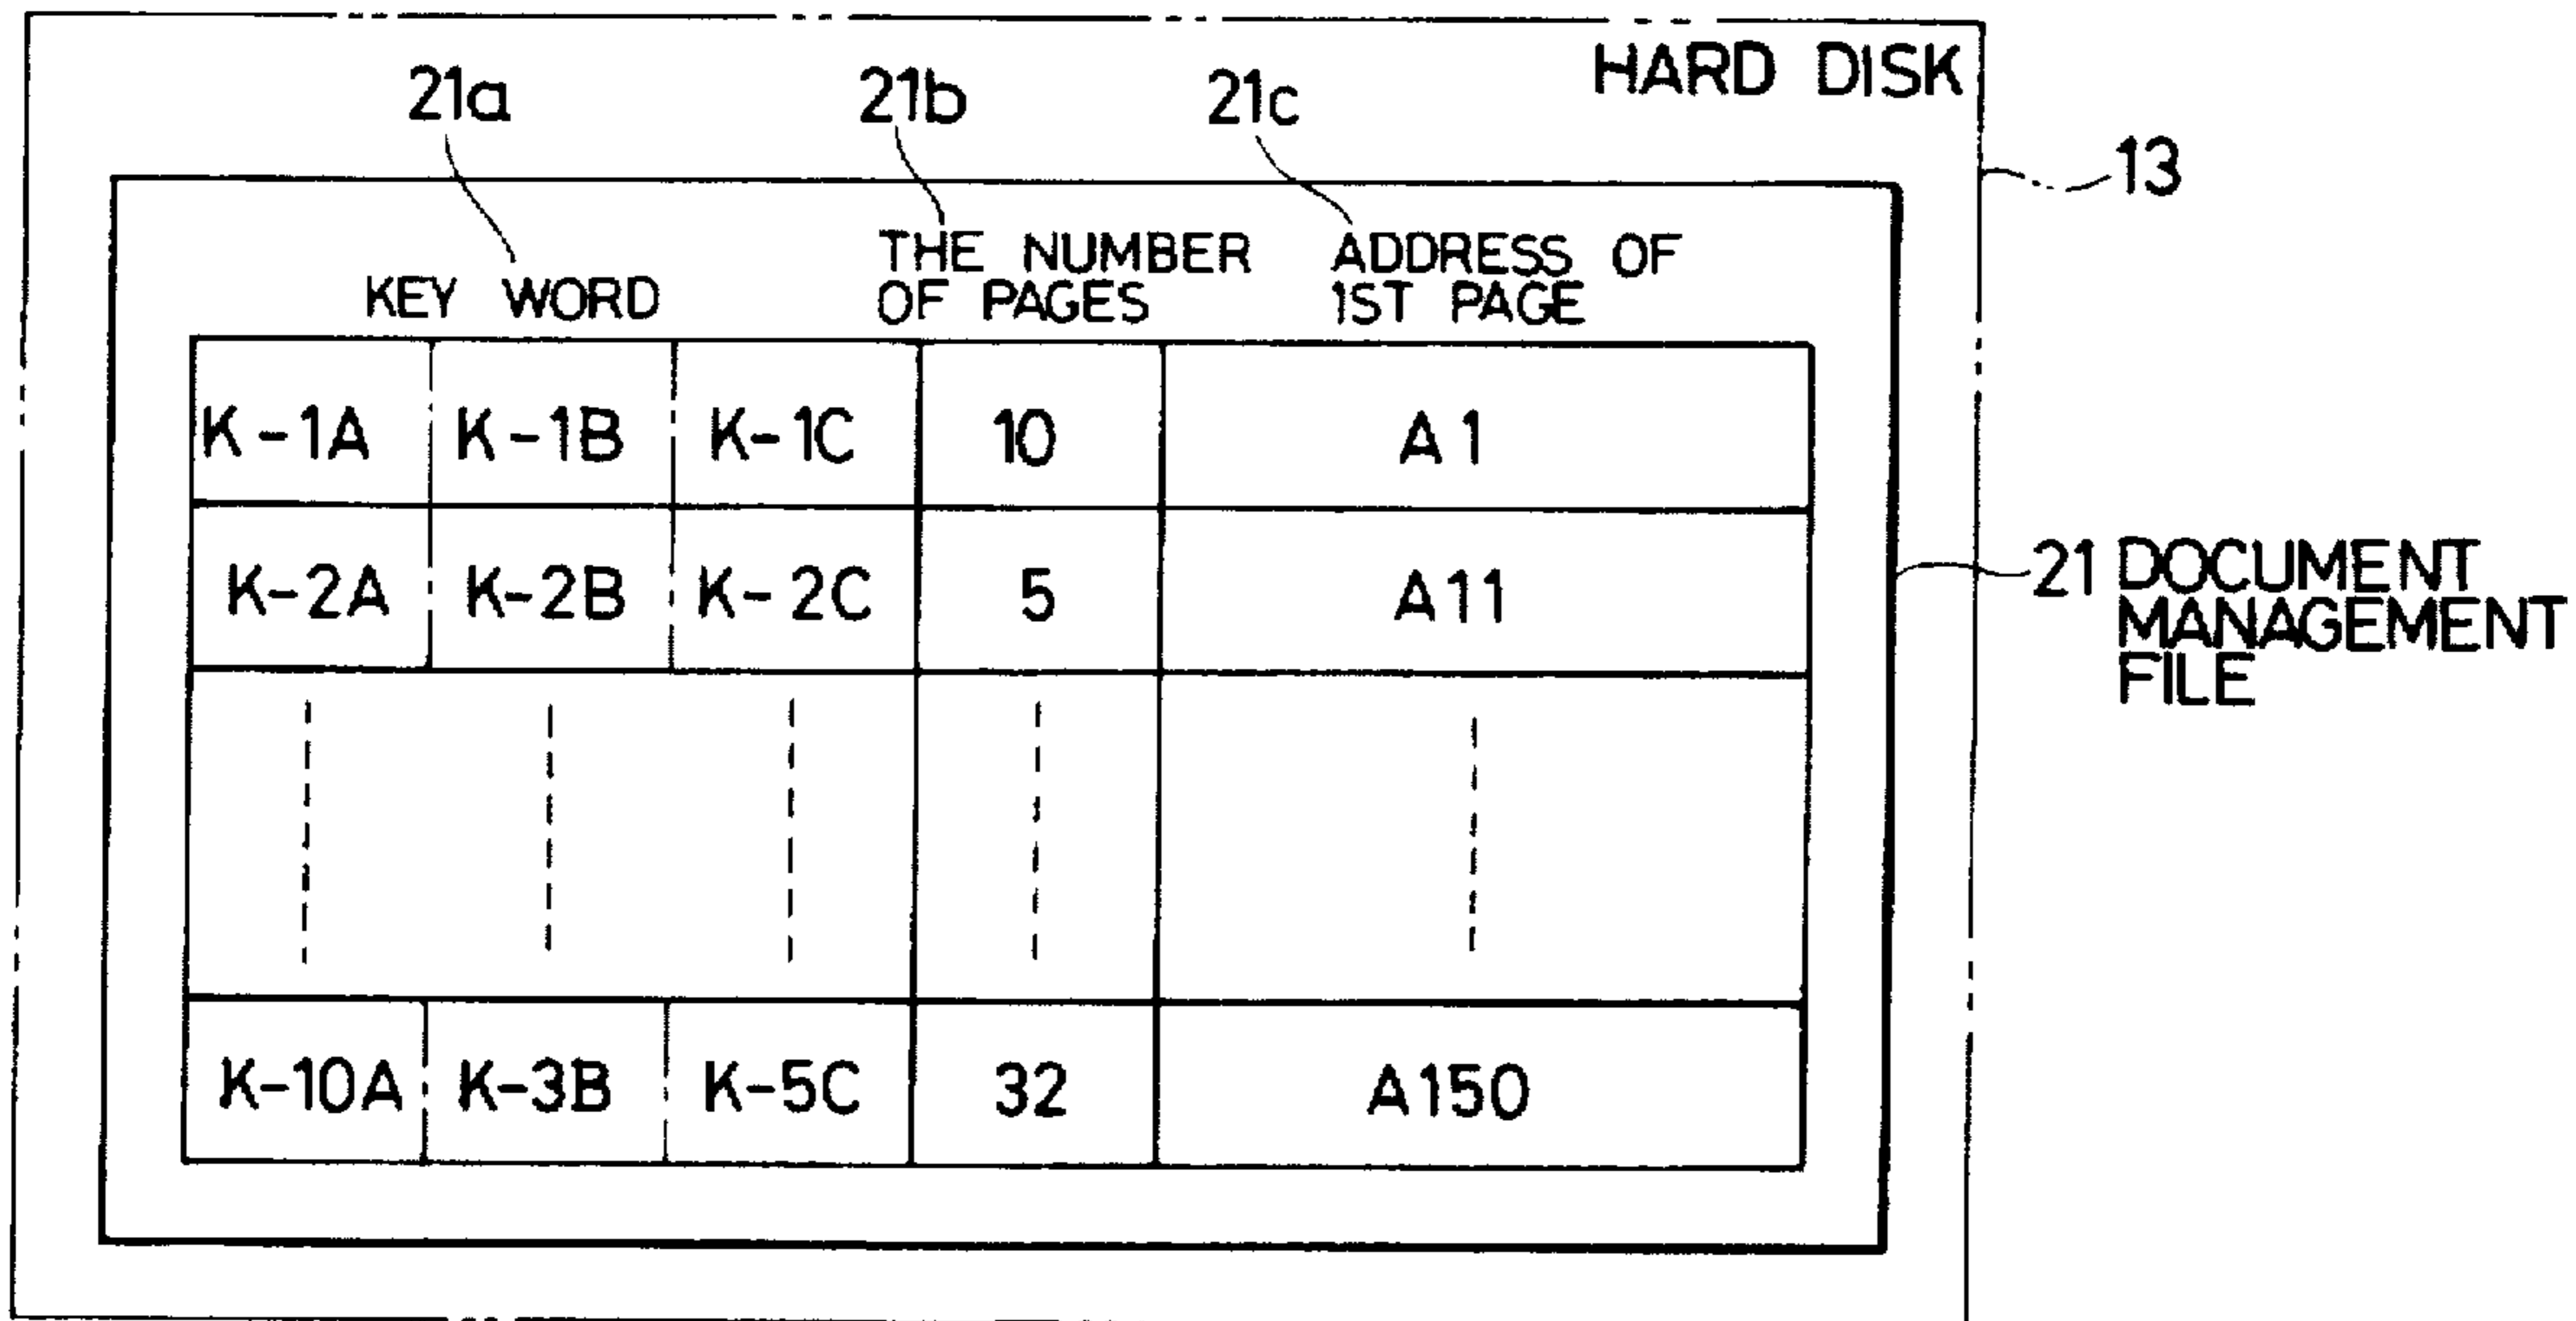 HARD DISK
21a 21b 21c
13
KEY WORD
THE NUMBER
OF PAGES
ADDRESS OF
1ST PAGE
K-1A K-1B K-1C 10 A1
K-2A K-2B K-2C 5 A11
21 DOCUMENT
MANAGEMENT
FILE
K-10A K-3B K-5C 32 A150